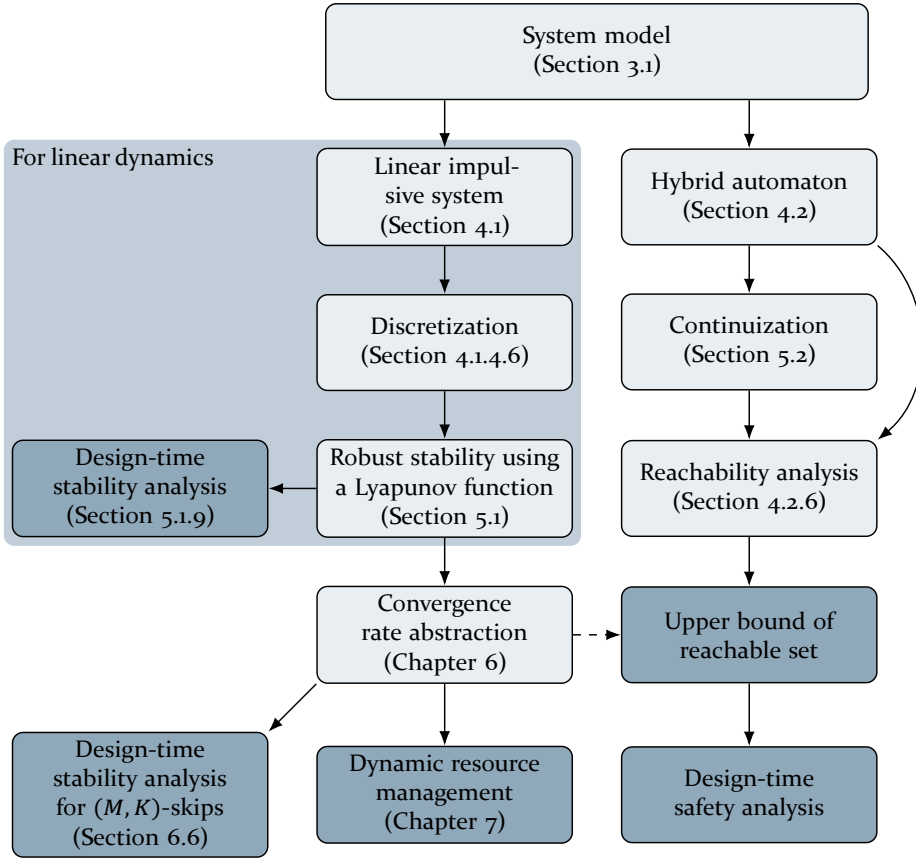 System model
(Section 3.1)
For linear dynamics
Linear impul-
sive system
(Section 4.1)
Hybrid automaton
(Section 4.2)
Discretization
(Section 4.1.4.6)
Continuization
(Section 5.2)
Design-time
stability analysis
(Section 5.1.9)
Robust stability using
a Lyapunov function
(Section 5.1)
Reachability analysis
(Section 4.2.6)
Convergence
rate abstraction
(Chapter 6)
Upper bound of
reachable set
Design-time
stability analysis
for (M, K)-skips
(Section 6.6)
Dynamic resource
management
(Chapter 7)
Design-time
safety analysis